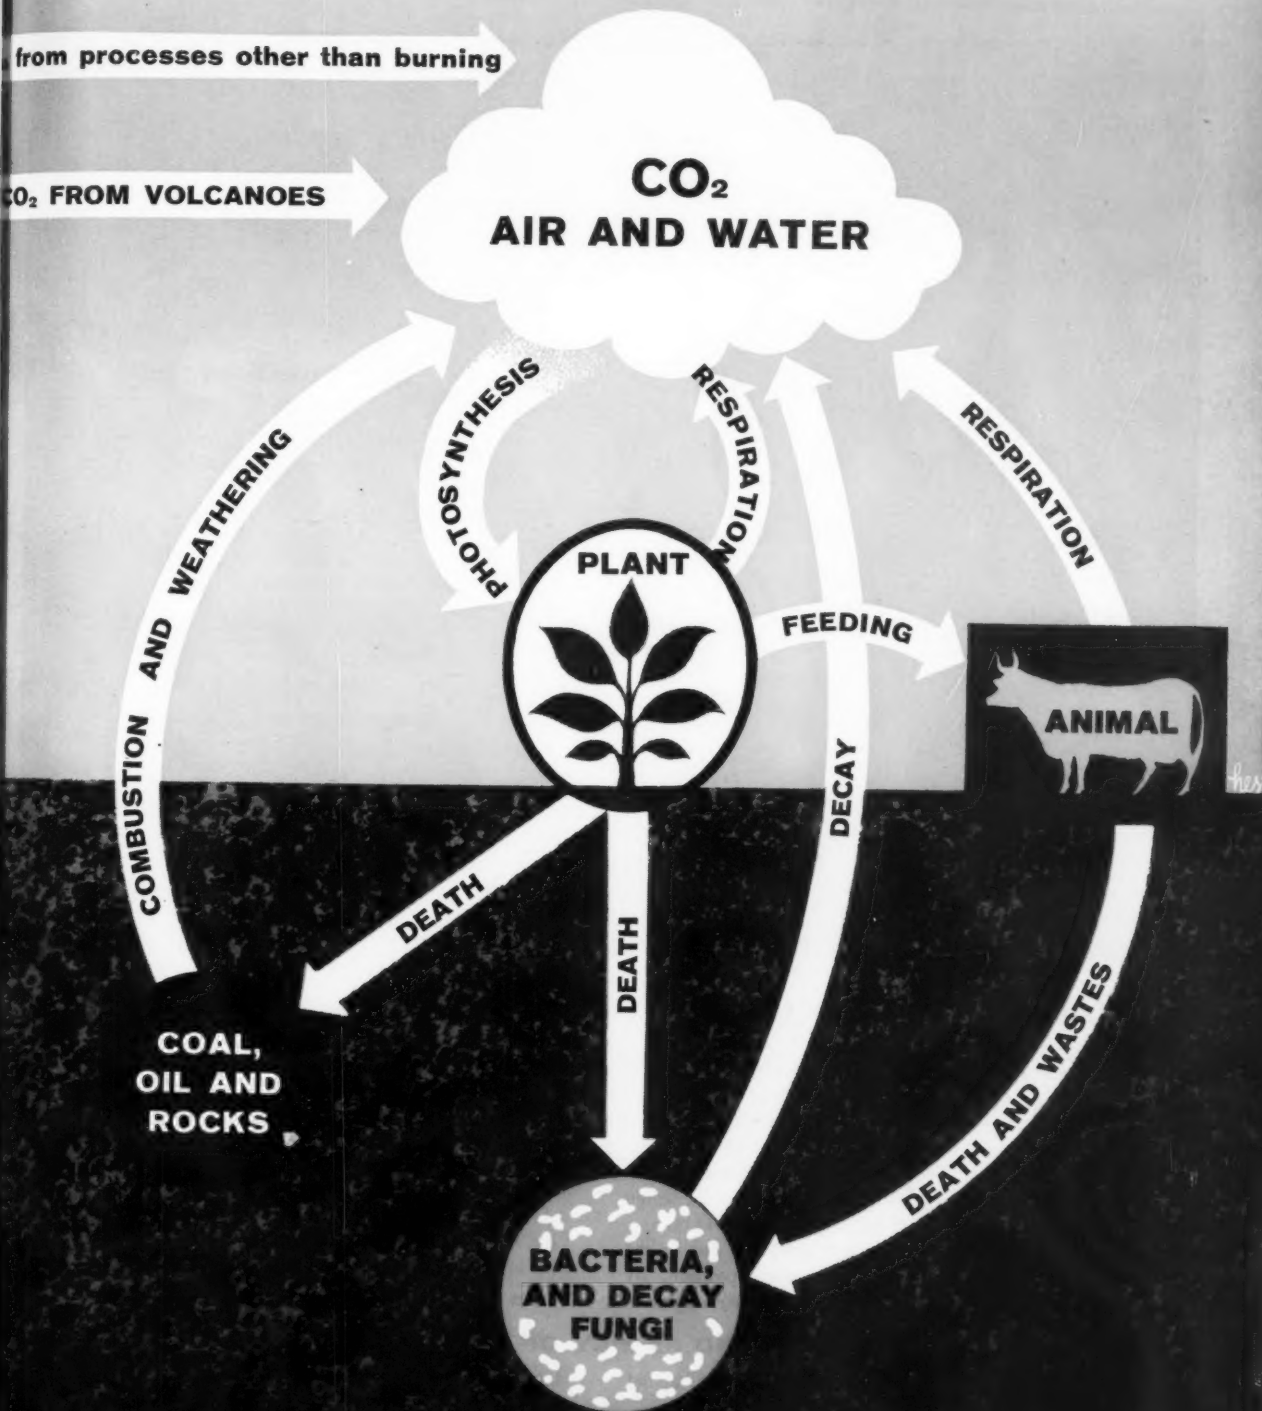 from processes other than burning
CO₂ FROM VOLCANOES
CO₂
AIR AND WATER
PHOTOSYNTHESIS
RESPIRATION
RESPIRATION
COMBUSTION AND WEATHERING
PLANT
FEEDING
ANIMAL
DECAY
DEATH
DEATH
DEATH AND WASTES
COAL,
OIL AND
ROCKS
BACTERIA,
AND DECAY
FUNGI